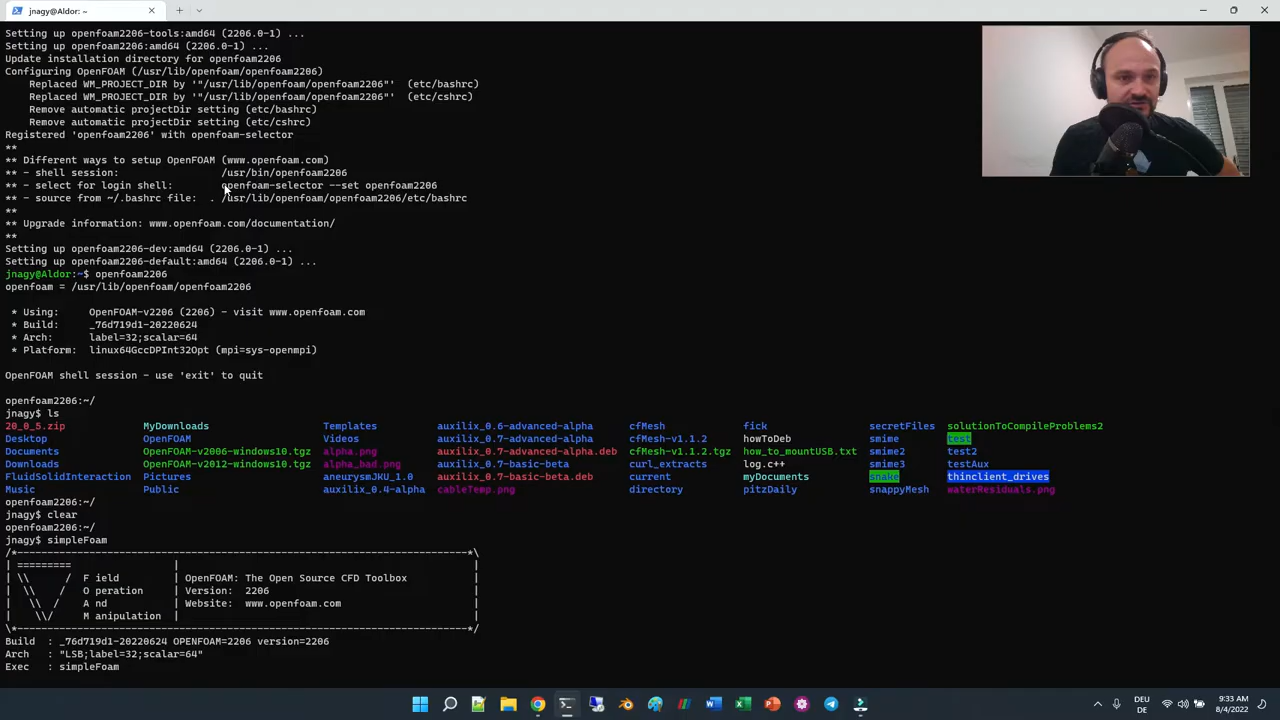 jnagy@Aldor: ~
Setting up openfoam2206-tools:amd64 (2206.0-1) ...
Setting up openfoam2206:amd64 (2206.0-1) ...
Update installation directory for openfoam2206
Configuring OpenFOAM (/usr/lib/openfoam/openfoam2206)
Replaced WM_PROJECT_DIR by '"/usr/lib/openfoam/openfoam2206"' (etc/bashrc)
Replaced WM_PROJECT_DIR by '"/usr/lib/openfoam/openfoam2206"' (etc/cshrc)
Remove automatic projectDir setting (etc/bashrc)
Remove automatic projectDir setting (etc/cshrc)
Registered 'openfoam2206' with openfoam-selector
**
** Different ways to setup OpenFOAM (www.openfoam.com)
** - shell session: /usr/bin/openfoam2206
** - select for login shell: openfoam-selector --set openfoam2206
** - source from ~/.bashrc file: . /usr/lib/openfoam/openfoam2206/etc/bashrc
**
** Upgrade information: www.openfoam.com/documentation/
**
Setting up openfoam2206-dev:amd64 (2206.0-1) ...
Setting up openfoam2206-default:amd64 (2206.0-1) ...
jnagy@Aldor:~$ openfoam2206
openfoam = /usr/lib/openfoam/openfoam2206
* Using: OpenFOAM-v2206 (2206) - visit www.openfoam.com
* Build: _76d719d1-20220624
* Arch: label=32;scalar=64
* Platform: linux64GccDPInt32Opt (mpi=sys-openmpi)
OpenFOAM shell session - use 'exit' to quit
openfoam2206:~/
jnagy$ ls
20_0_5.zip MyDownloads Templates auxilix_0.6-advanced-alpha cfMesh fick secretFiles solutionToCompileProblems2
Desktop OpenFOAM Videos auxilix_0.7-advanced-alpha cfMesh-v1.1.2 howToDeb smime test
Documents OpenFOAM-v2006-windows10.tgz alpha.png auxilix_0.7-advanced-alpha.deb cfMesh-v1.1.2.tgz how_to_mountUSB.txt smime2 test2
Downloads OpenFOAM-v2012-windows10.tgz alpha_bad.png auxilix_0.7-basic-beta curl_extracts log.c++ smime3 testAux
FluidSolidInteraction Pictures aneurysmJKU_1.0 auxilix_0.7-basic-beta.deb current myDocuments snake thinclient_drives
Music Public auxilix_0.4-alpha cableTemp.png directory pitzDaily snappyMesh waterResiduals.png
openfoam2206:~/
jnagy$ clear
openfoam2206:~/
jnagy$ simpleFoam
/*---------------------------------------------------------------------------*\
| ========= | |
| \\ / F ield | OpenFOAM: The Open Source CFD Toolbox |
| \\ / O peration | Version: 2206 |
| \\ / A nd | Website: www.openfoam.com |
| \\/ M anipulation | |
\*---------------------------------------------------------------------------*/
Build : _76d719d1-20220624 OPENFOAM=2206 version=2206
Arch : "LSB;label=32;scalar=64"
Exec : simpleFoam
DEU
DE
9:33 AM
8/4/2022